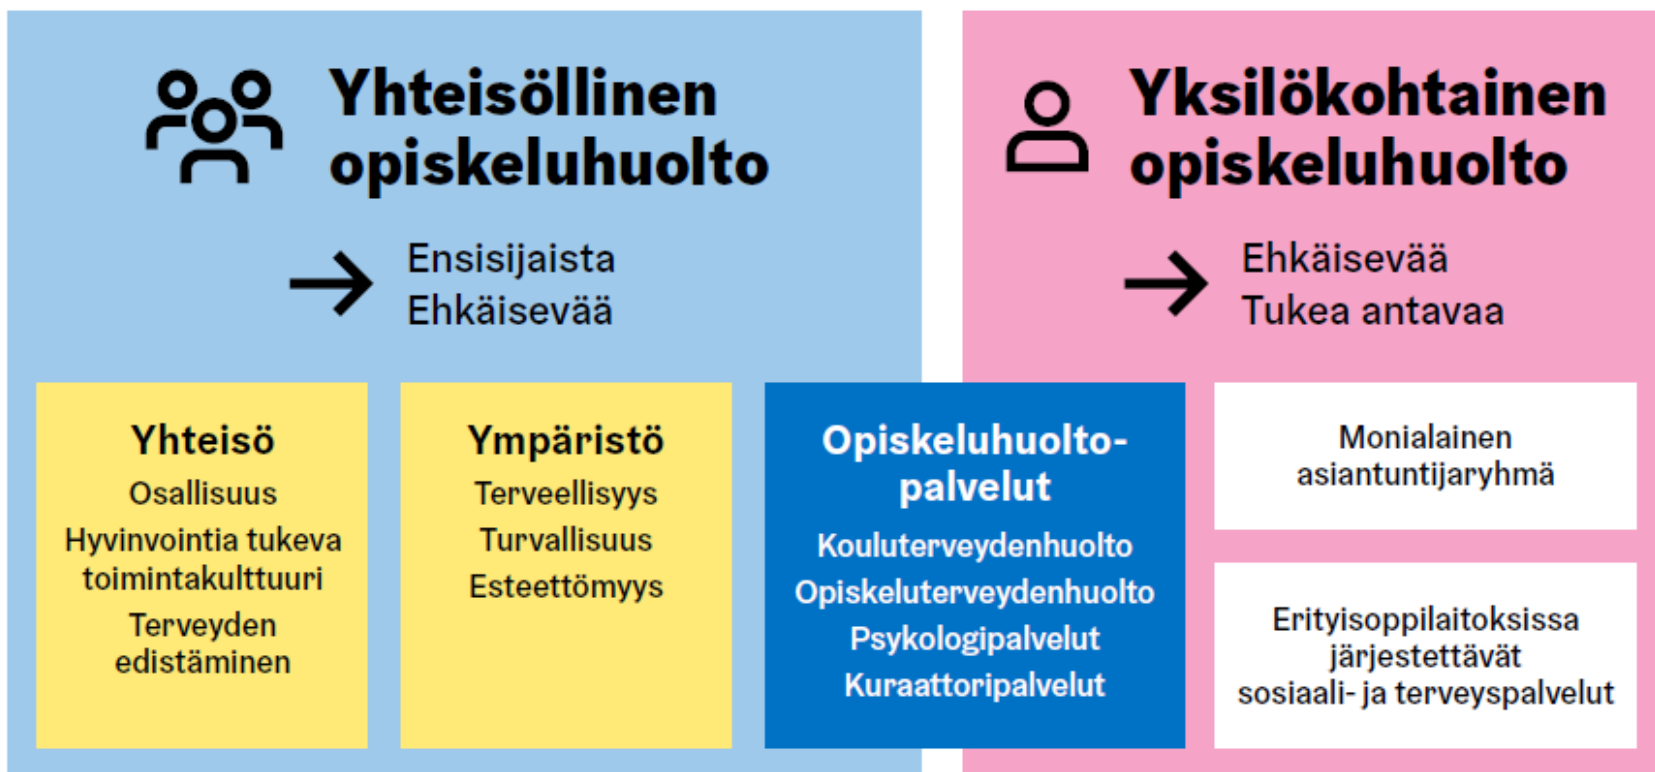 Yhteisöllinen
opiskeluhuolto
Ensisijaista
Ehkäisevää
Yhteisö
Osallisuus
Hyvinvointia tukeva
toimintakulttuuri
Terveyden
edistäminen
Ympäristö
Terveellisyys
Turvallisuus
Esteettömyys
Opiskeluhuolto-
palvelut
Kouluterveydenhuolto
Opiskeluterveydenhuolto
Psykologipalvelut
Kuraattoripalvelut
Yksilökohtainen
opiskeluhuolto
Ehkäisevää
Tukea antavaa
Monialainen
asiantuntijaryhmä
Erityisoppilaitoksissa
järjestettävät
sosiaali- ja terveyspalvelut